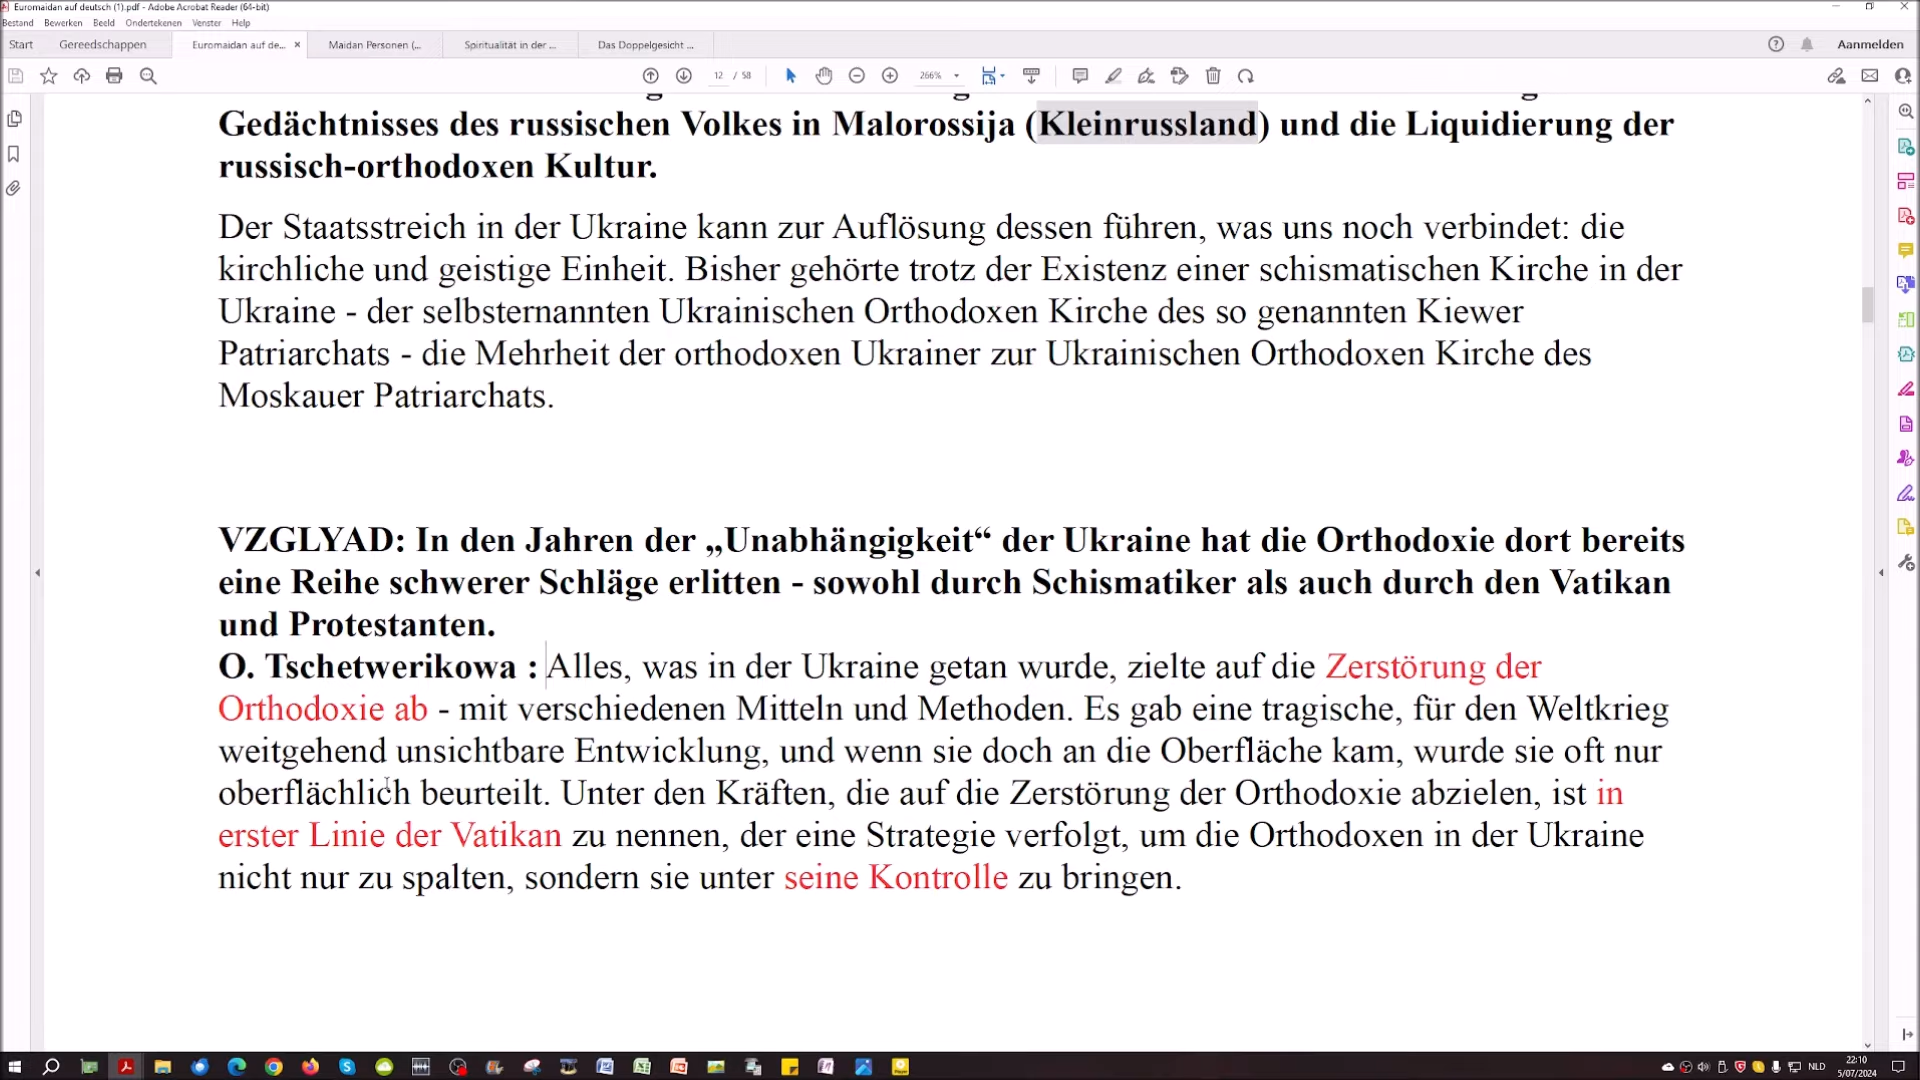 Euromaidan auf deutsch (1).pdf - Adobe Acrobat Reader (64-bit)
Bestand Bewerken Beeld Ondertekenen Venster Help
Start Gereedschappen Euromaidan auf de... × Maidan Personen (... Spiritualität in der ... Das Doppelgesicht ... Anmelden
12 / 58 266%
Gedächtnisses des russischen Volkes in Malorossija (Kleinrussland) und die Liquidierung der
russisch-orthodoxen Kultur.
Der Staatsstreich in der Ukraine kann zur Auflösung dessen führen, was uns noch verbindet: die
kirchliche und geistige Einheit. Bisher gehörte trotz der Existenz einer schismatischen Kirche in der
Ukraine - der selbsternannten Ukrainischen Orthodoxen Kirche des so genannten Kiewer
Patriarchats - die Mehrheit der orthodoxen Ukrainer zur Ukrainischen Orthodoxen Kirche des
Moskauer Patriarchats.
VZGLYAD: In den Jahren der „Unabhängigkeit“ der Ukraine hat die Orthodoxie dort bereits
eine Reihe schwerer Schläge erlitten - sowohl durch Schismatiker als auch durch den Vatikan
und Protestanten.
O. Tschetwerikowa : Alles, was in der Ukraine getan wurde, zielte auf die Zerstörung der
Orthodoxie ab - mit verschiedenen Mitteln und Methoden. Es gab eine tragische, für den Weltkrieg
weitgehend unsichtbare Entwicklung, und wenn sie doch an die Oberfläche kam, wurde sie oft nur
oberflächlich beurteilt. Unter den Kräften, die auf die Zerstörung der Orthodoxie abzielen, ist in
erster Linie der Vatikan zu nennen, der eine Strategie verfolgt, um die Orthodoxen in der Ukraine
nicht nur zu spalten, sondern sie unter seine Kontrolle zu bringen.
NLD
22:10
5/07/2024